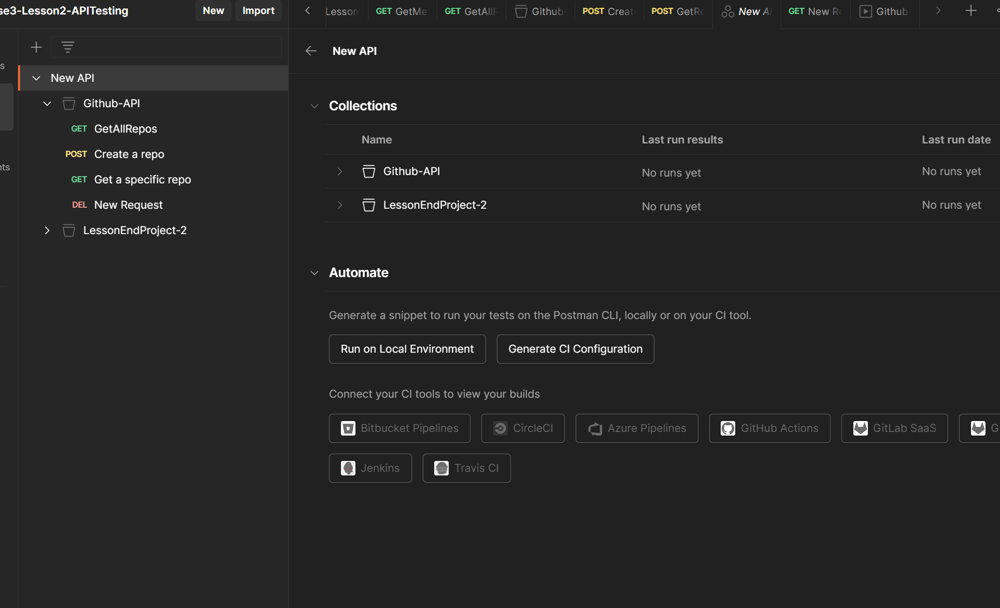 se3-Lesson2-APITesting
New
Import
Lesson
GET GetMe
GET GetAllR
Github-
POST Creat
POST GetRe
New A
GET New Re
Github-
New API
s
New API
Github-API
Collections
GET GetAllRepos
Name
Last run results
Last run date
POST Create a repo
nts
Github-API
No runs yet
No runs yet
GET Get a specific repo
DEL New Request
LessonEndProject-2
No runs yet
No runs yet
LessonEndProject-2
Automate
Generate a snippet to run your tests on the Postman CLI, locally or on your CI tool.
Run on Local Environment
Generate CI Configuration
Connect your CI tools to view your builds
Bitbucket Pipelines
CircleCI
Azure Pipelines
GitHub Actions
GitLab SaaS
G
Jenkins
Travis CI